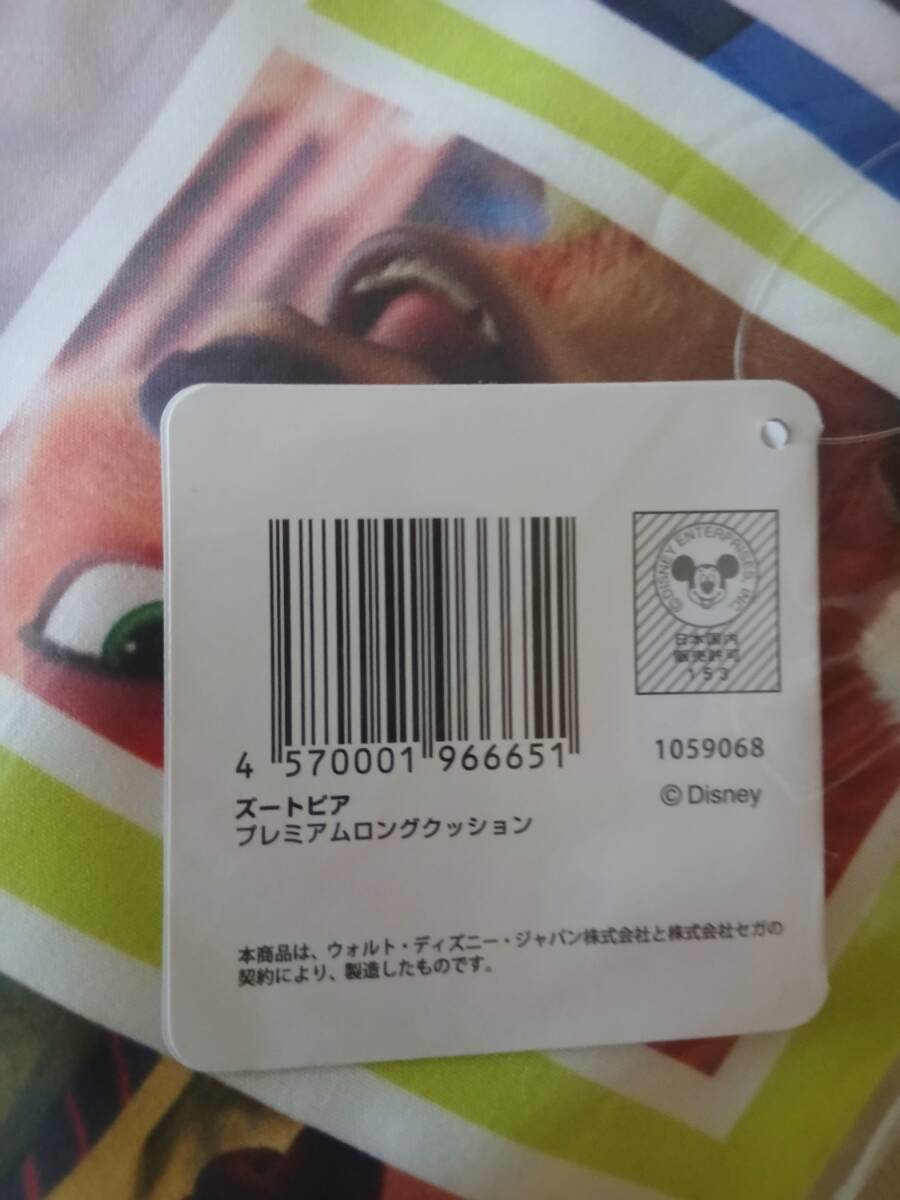 ©DISNEY ENTERPRISES, INC.
日本国内
販売許可
153
4 570001 966651
1059068
©Disney
ズートピア
プレミアムロングクッション
本商品は、ウォルト・ディズニー・ジャパン株式会社と株式会社セガの
契約により、製造したものです。